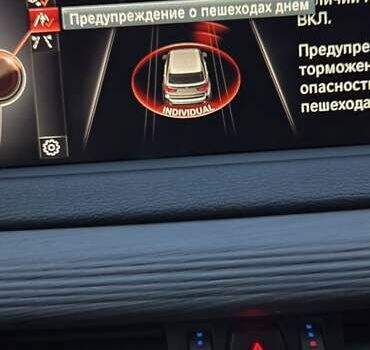 Предупреждение о пешеходах днем
ВКЛ.
Предупре
торможен
опасност
пешехода
INDIVIDUAL